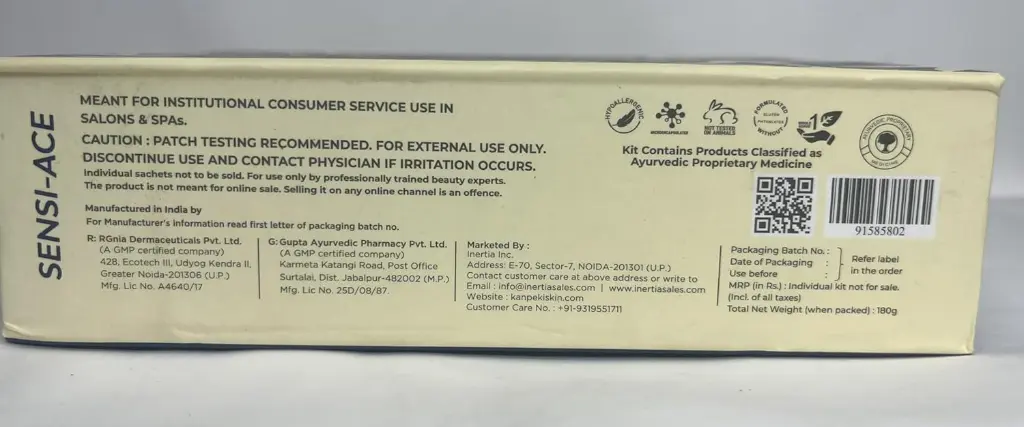 SENSI-ACE
MEANT FOR INSTITUTIONAL CONSUMER SERVICE USE IN
SALONS & SPAs.
CAUTION : PATCH TESTING RECOMMENDED. FOR EXTERNAL USE ONLY.
DISCONTINUE USE AND CONTACT PHYSICIAN IF IRRITATION OCCURS.
Individual sachets not to be sold. For use only by professionally trained beauty experts.
The product is not meant for online sale. Selling it on any online channel is an offence.
Manufactured in India by
For Manufacturer's information read first letter of packaging batch no.
R: RGnia Dermaceuticals Pvt. Ltd.
(A GMP certified company)
428, Ecotech III, Udyog Kendra II,
Greater Noida-201306 (U.P.)
Mfg. Lic No. A4640/17
G: Gupta Ayurvedic Pharmacy Pvt. Ltd.
(A GMP certified company)
Karmeta Katangi Road, Post Office
Surtalai, Dist. Jabalpur-482002 (M.P.)
Mfg. Lic No. 25D/08/87.
Marketed By :
Inertia Inc.
Address: E-70, Sector-7, NOIDA-201301 (U.P.)
Contact customer care at above address or write to
Email : info@inertiasales.com | www.inertiasales.com
Website : kanpekiskin.com
Customer Care No. : +91-9319551711
HYPOALLERGENIC
MICROENCAPSULATED
NOT TESTED
ON ANIMALS
FORMULATED
WITHOUT
1
AYURVEDIC PROPRIETARY
MEDICINE
Kit Contains Products Classified as
Ayurvedic Proprietary Medicine
91585802
Packaging Batch No. :
Date of Packaging :
Use before :
Refer label
in the order
MRP (in Rs.) : Individual kit not for sale.
(Incl. of all taxes)
Total Net Weight (when packed) : 180g